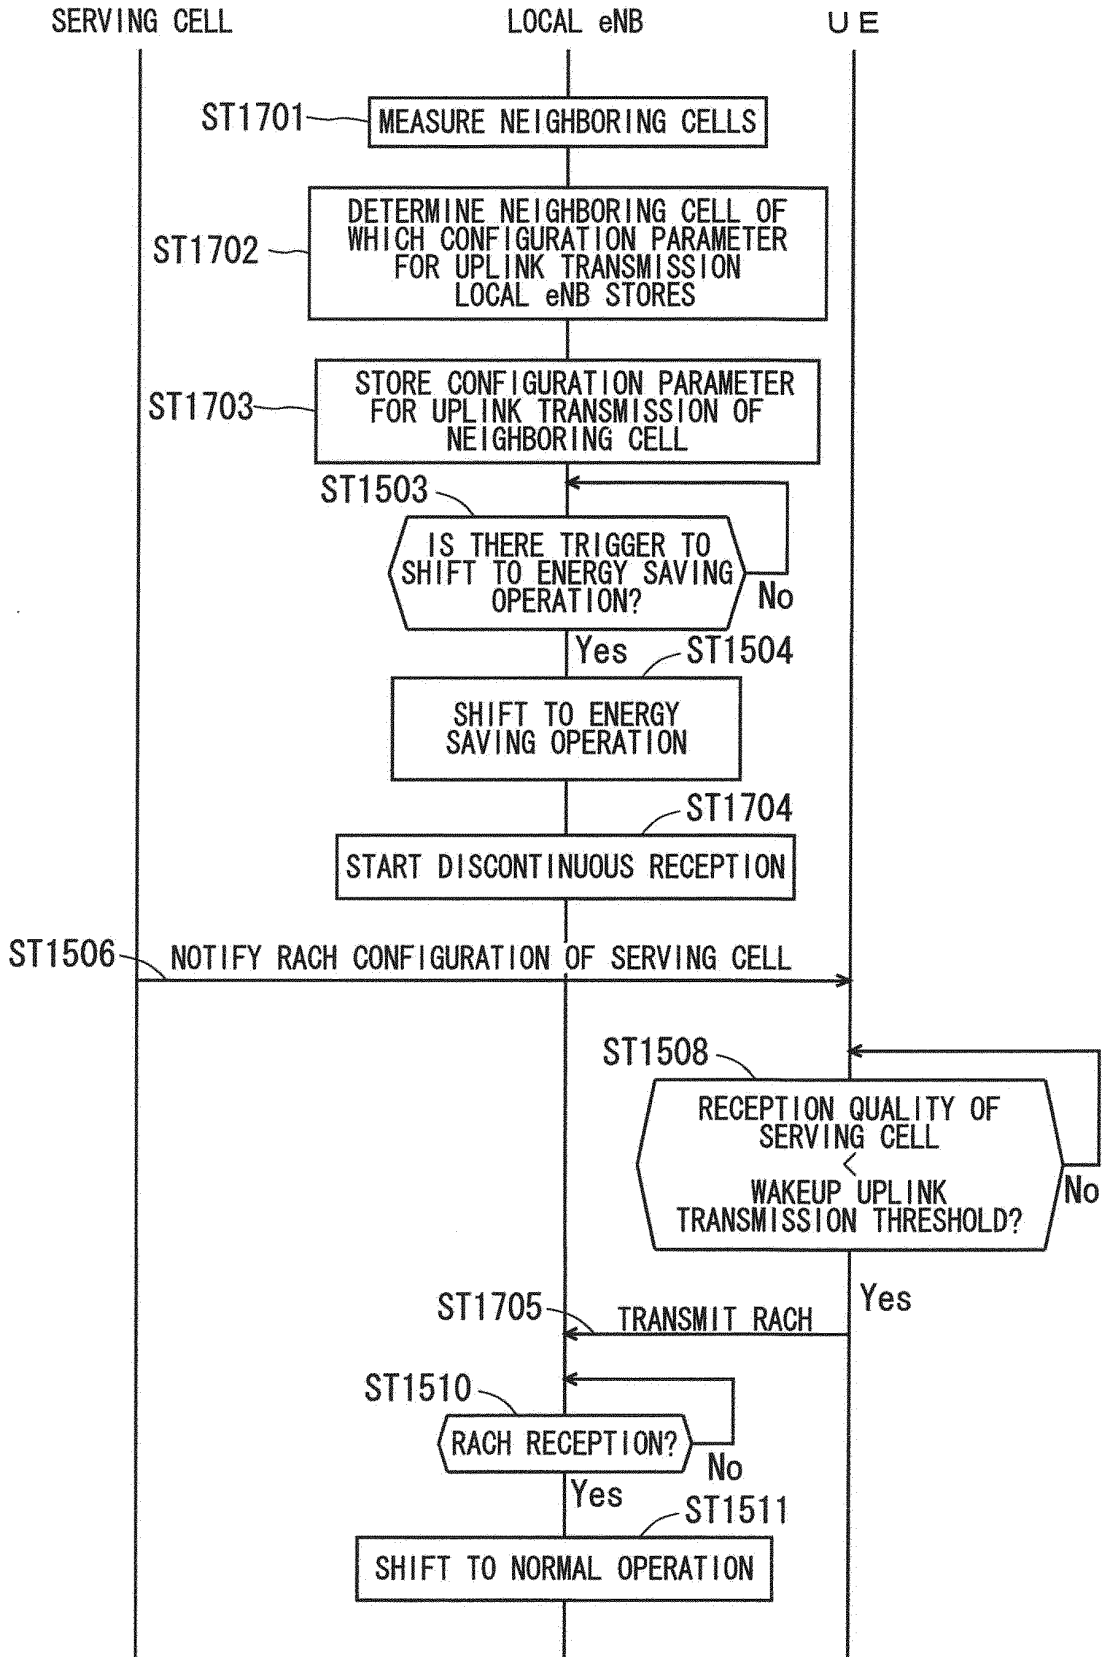 SERVING CELL
LOCAL eNB
UE
ST1701
MEASURE NEIGHBORING CELLS
ST1702
DETERMINE NEIGHBORING CELL OF
WHICH CONFIGURATION PARAMETER
FOR UPLINK TRANSMISSION
LOCAL eNB STORES
ST1703
STORE CONFIGURATION PARAMETER
FOR UPLINK TRANSMISSION OF
NEIGHBORING CELL
ST1503
IS THERE TRIGGER TO
SHIFT TO ENERGY SAVING
OPERATION?
No
Yes
ST1504
SHIFT TO ENERGY
SAVING OPERATION
ST1704
START DISCONTINUOUS RECEPTION
ST1506
NOTIFY RACH CONFIGURATION OF SERVING CELL
ST1508
RECEPTION QUALITY OF
SERVING CELL
<
WAKEUP UPLINK
TRANSMISSION THRESHOLD?
No
Yes
ST1705
TRANSMIT RACH
ST1510
RACH RECEPTION?
No
Yes
ST1511
SHIFT TO NORMAL OPERATION